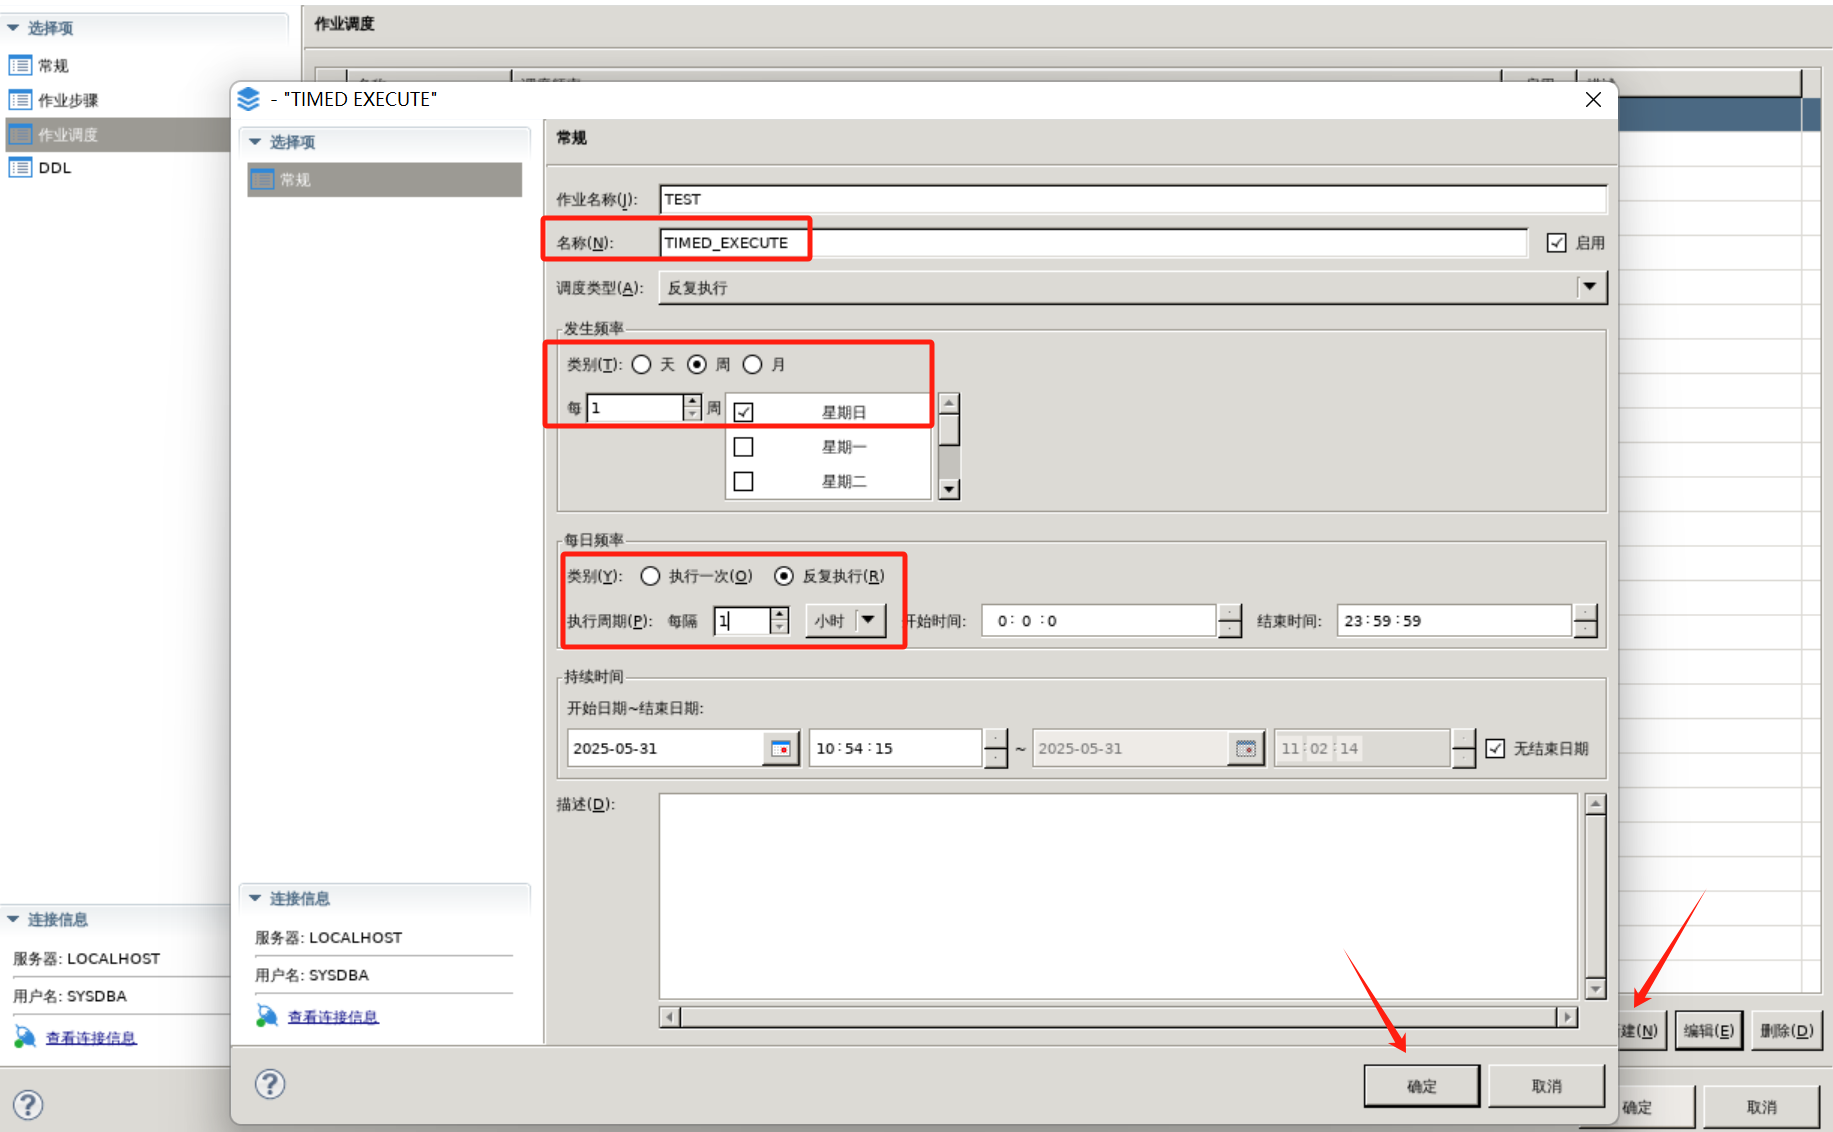 选择项
常规
作业步骤
作业调度
DDL
作业调度
- "TIMED EXECUTE"
选择项
常规
常规
作业名称(J): TEST
名称(N): TIMED_EXECUTE 启用
调度类型(A): 反复执行
发生频率
类别(T): 天 周 月
每 1 周 星期日
星期一
星期二
每日频率
类别(Y): 执行一次(O) 反复执行(R)
执行周期(P): 每隔 1 小时 开始时间: 0: 0 :0 结束时间: 23:59:59
持续时间
开始日期~结束日期:
2025-05-31 10:54:15 ~ 2025-05-31 11:02:14 无结束日期
描述(D):
连接信息
服务器: LOCALHOST
用户名: SYSDBA
查看连接信息
确定 取消
连接信息
服务器: LOCALHOST
用户名: SYSDBA
查看连接信息
建(N) 编辑(E) 删除(D)
确定 取消